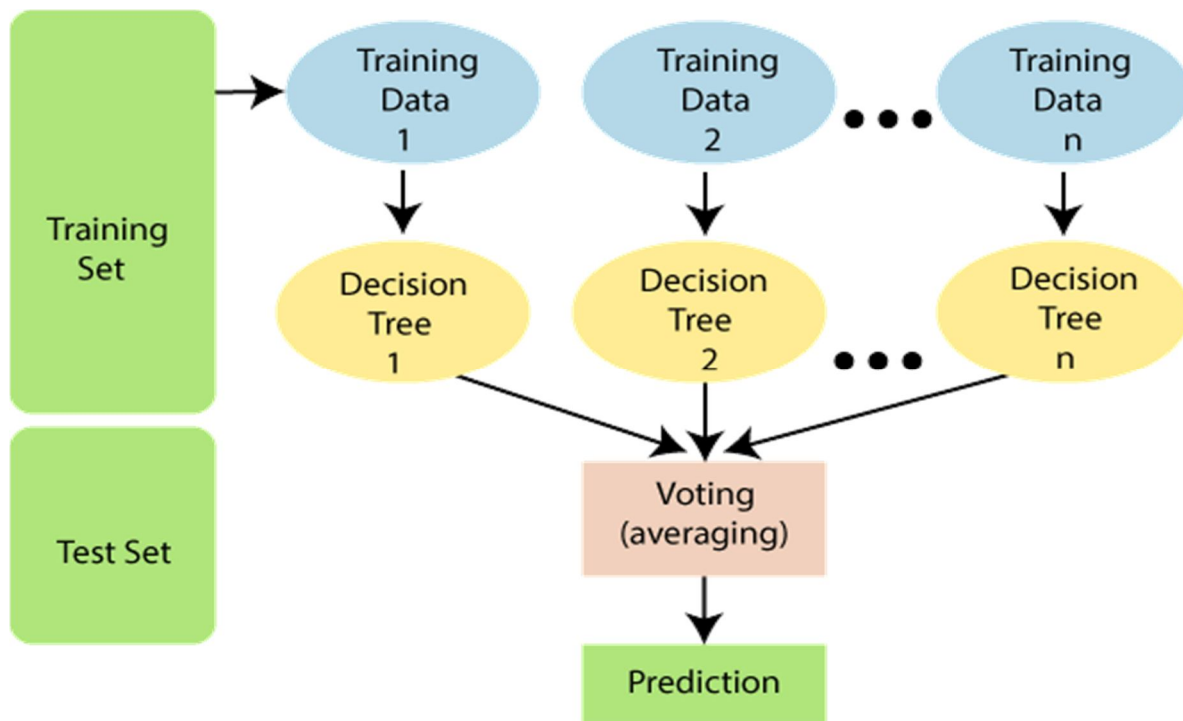 Training
Data
1
Training
Data
2
Training
Data
n
Training
Set
Decision
Tree
1
Decision
Tree
2
Decision
Tree
n
Voting
(averaging)
Test Set
Prediction